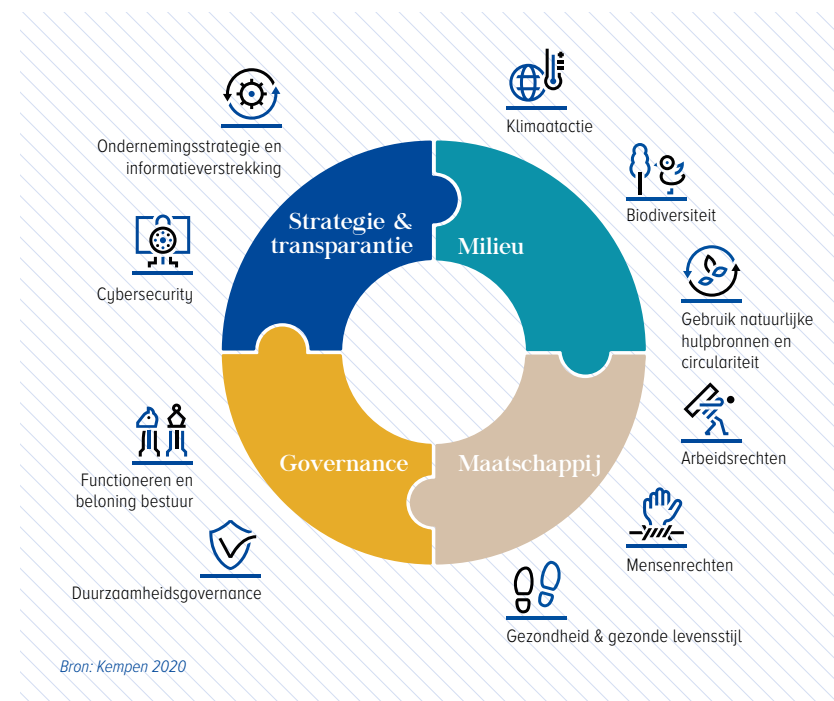 Klimaatactie
Biodiversiteit
Gebruik natuurlijke
hulpbronnen en
circulariteit
Arbeidsrechten
Mensenrechten
Gezondheid & gezonde levensstijl
Ondernemingsstrategie en
informatieverstrekking
Cybersecurity
Functioneren en
beloning bestuur
Duurzaamheidsgovernance
Strategie &
transparantie
Milieu
Governance
Maatschappij
Bron: Kempen 2020